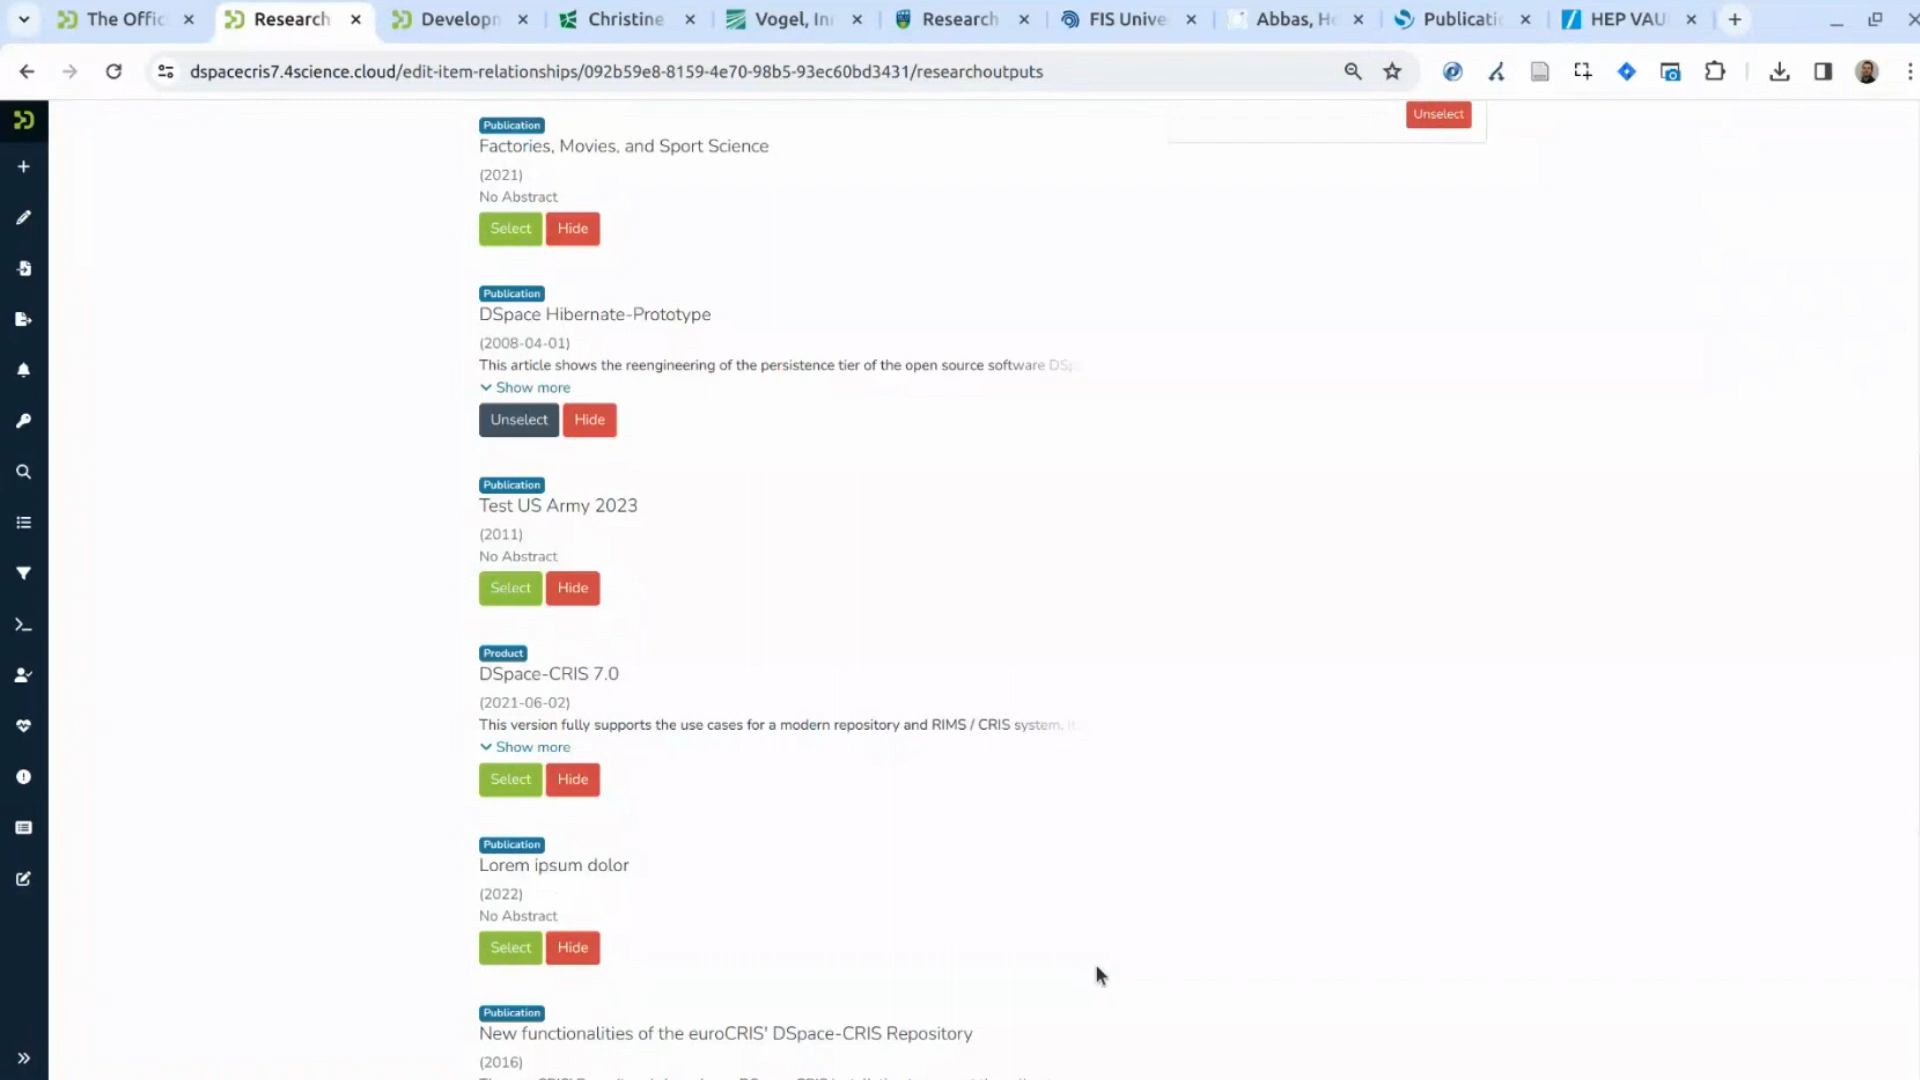 The Offic
Research
Developm
Christine
Vogel, In
Research
FIS Unive
Abbas, H
Publicati
HEP VAU
dspacecris7.4science.cloud/edit-item-relationships/092b59e8-8159-4e70-98b5-93ec60bd3431/researchoutputs
Unselect
Publication
Factories, Movies, and Sport Science
(2021)
No Abstract
Select Hide
Publication
DSpace Hibernate-Prototype
(2008-04-01)
This article shows the reengineering of the persistence tier of the open source software DSp
Show more
Unselect Hide
Publication
Test US Army 2023
(2011)
No Abstract
Select Hide
Product
DSpace-CRIS 7.0
(2021-06-02)
This version fully supports the use cases for a modern repository and RIMS / CRIS system.
Show more
Select Hide
Publication
Lorem ipsum dolor
(2022)
No Abstract
Select Hide
Publication
New functionalities of the euroCRIS' DSpace-CRIS Repository
(2016)